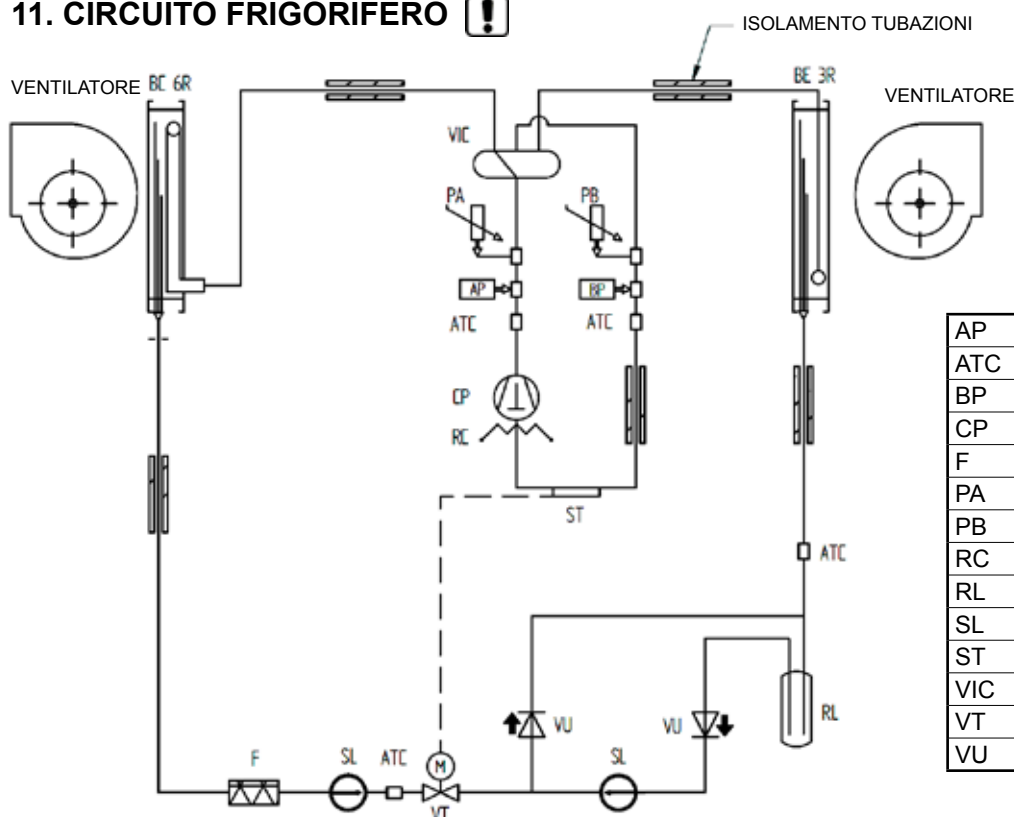 11. CIRCUITO FRIGORIFERO !
ISOLAMENTO TUBAZIONI
VENTILATORE
BC 6R
BE 3R
VENTILATORE
VIC
PA
PB
AP
BP
ATC
ATC
CP
RC
ST
ATC
RL
VU
VU
F
SL
ATC
M
SL
VT
AP
ATC
BP
CP
F
PA
PB
RC
RL
SL
ST
VIC
VT
VU